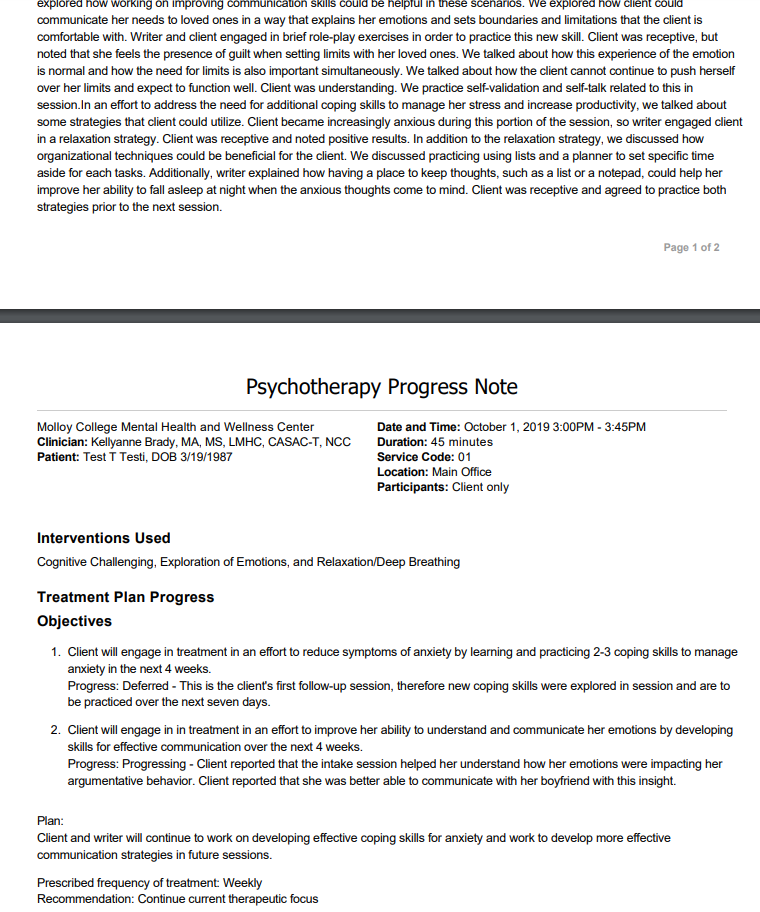 explored how working on improving communication skills could be helpful in these scenarios. We explored how client could
communicate her needs to loved ones in a way that explains her emotions and sets boundaries and limitations that the client is
comfortable with. Writer and client engaged in brief role-play exercises in order to practice this new skill. Client was receptive, but
noted that she feels the presence of guilt when setting limits with her loved ones. We talked about how this experience of the emotion
is normal and how the need for limits is also important simultaneously. We talked about how the client cannot continue to push herself
over her limits and expect to function well. Client was understanding. We practice self-validation and self-talk related to this in
session.In an effort to address the need for additional coping skills to manage her stress and increase productivity, we talked about
some strategies that client could utilize. Client became increasingly anxious during this portion of the session, so writer engaged client
in a relaxation strategy. Client was receptive and noted positive results. In addition to the relaxation strategy, we discussed how
organizational techniques could be beneficial for the client. We discussed practicing using lists and a planner to set specific time
aside for each tasks. Additionally, writer explained how having a place to keep thoughts, such as a list or a notepad, could help her
improve her ability to fall asleep at night when the anxious thoughts come to mind. Client was receptive and agreed to practice both
strategies prior to the next session.
Page 1 of 2
Psychotherapy Progress Note
Molloy College Mental Health and Wellness Center
Clinician: Kellyanne Brady, MA, MS, LMHC, CASAC-T, NCC
Patient: Test T Testi, DOB 3/19/1987
Date and Time: October 1, 2019 3:00PM - 3:45PM
Duration: 45 minutes
Service Code: 01
Location: Main Office
Participants: Client only
Interventions Used
Cognitive Challenging, Exploration of Emotions, and Relaxation/Deep Breathing
Treatment Plan Progress
Objectives
1. Client will engage in treatment in an effort to reduce symptoms of anxiety by learning and practicing 2-3 coping skills to manage
anxiety in the next 4 weeks.
Progress: Deferred - This is the client's first follow-up session, therefore new coping skills were explored in session and are to
be practiced over the next seven days.
2. Client will engage in in treatment in an effort to improve her ability to understand and communicate her emotions by developing
skills for effective communication over the next 4 weeks.
Progress: Progressing - Client reported that the intake session helped her understand how her emotions were impacting her
argumentative behavior. Client reported that she was better able to communicate with her boyfriend with this insight.
Plan:
Client and writer will continue to work on developing effective coping skills for anxiety and work to develop more effective
communication strategies in future sessions.
Prescribed frequency of treatment: Weekly
Recommendation: Continue current therapeutic focus